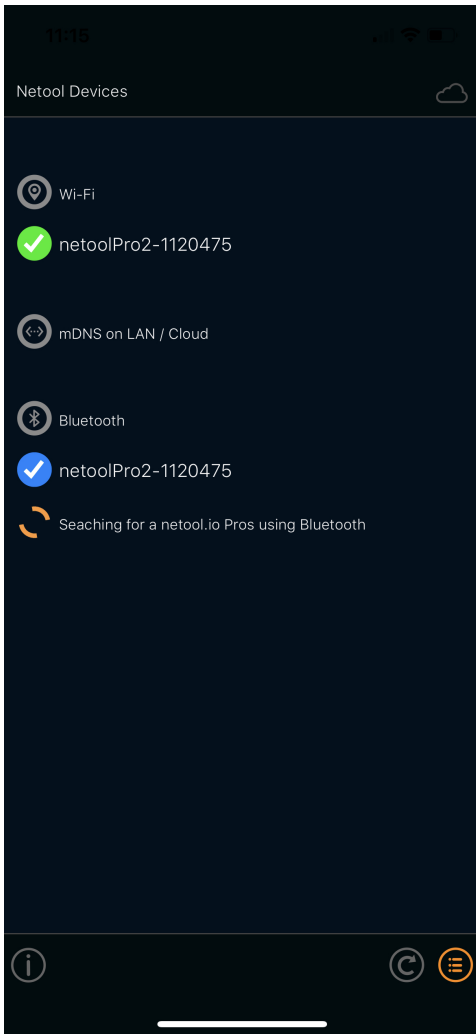 11:15
Netool Devices
Wi-Fi
netoolPro2-1120475
mDNS on LAN / Cloud
Bluetooth
netoolPro2-1120475
Seaching for a netool.io Pros using Bluetooth